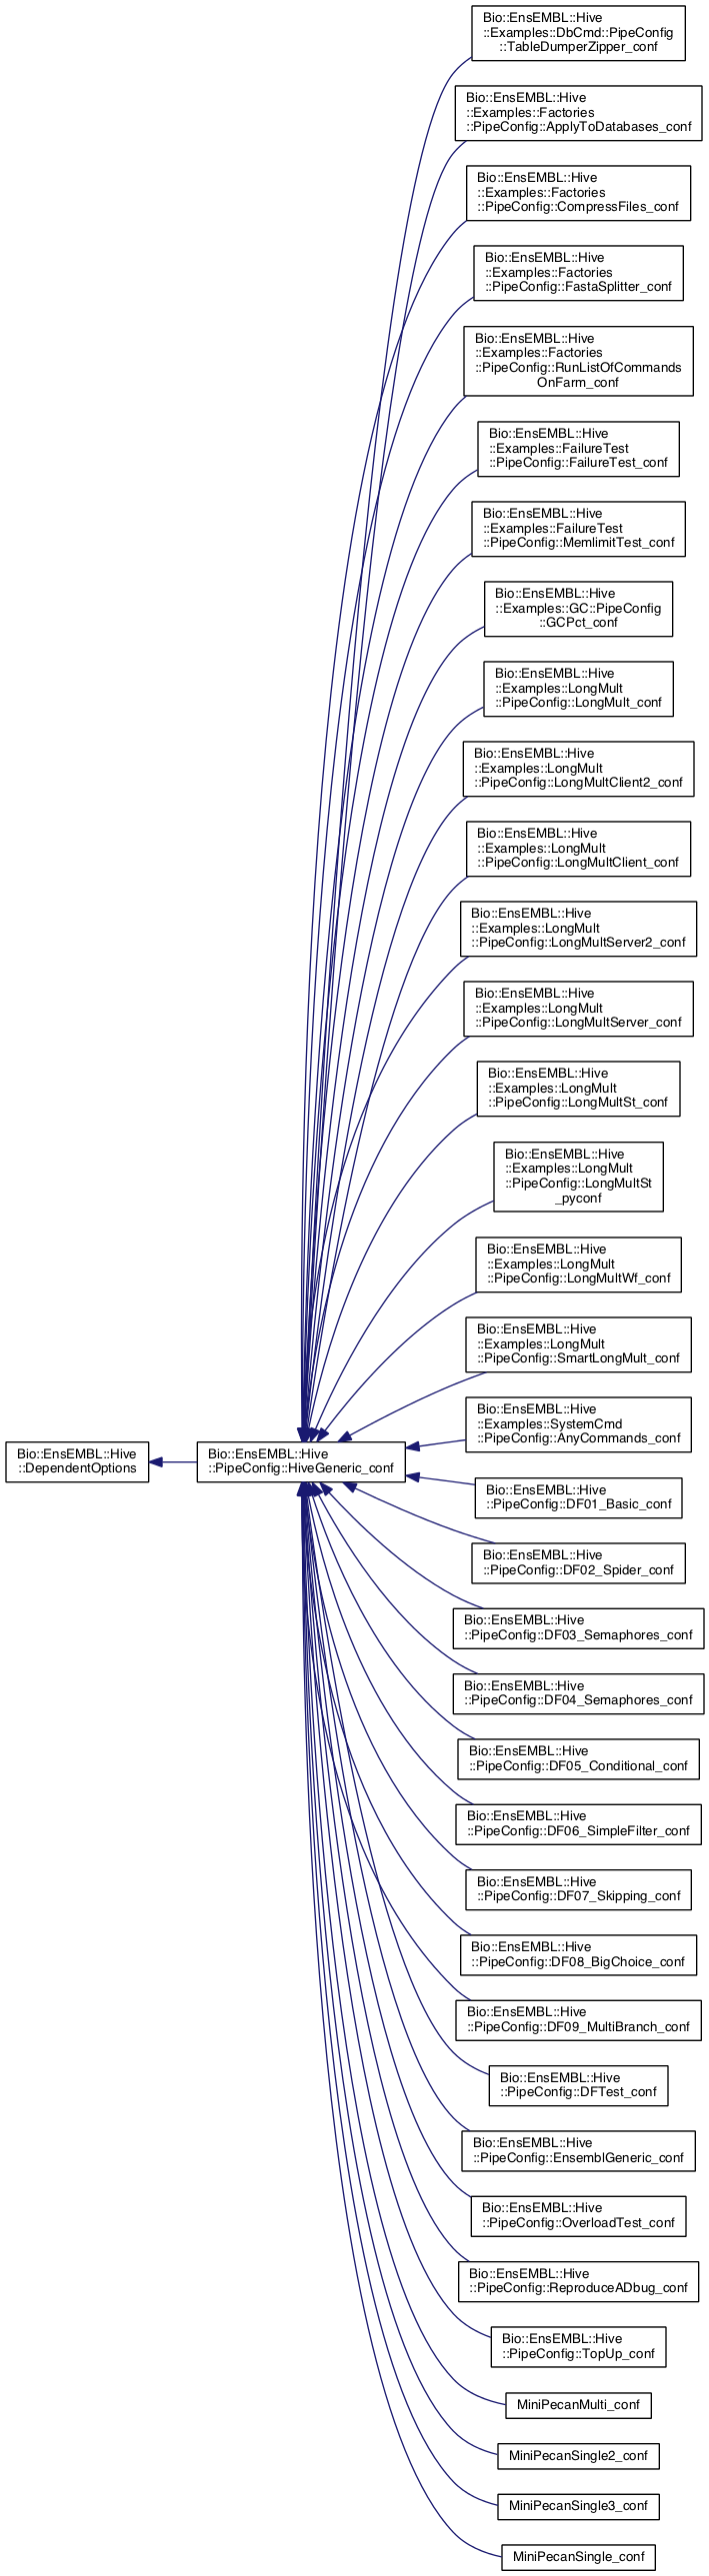 Bio::EnsEMBL::Hive
::Examples::DbCmd::PipeConfig
::TableDumperZipper_conf
Bio::EnsEMBL::Hive
::Examples::Factories
::PipeConfig::ApplyToDatabases_conf
Bio::EnsEMBL::Hive
::Examples::Factories
::PipeConfig::CompressFiles_conf
Bio::EnsEMBL::Hive
::Examples::Factories
::PipeConfig::FastaSplitter_conf
Bio::EnsEMBL::Hive
::Examples::Factories
::PipeConfig::RunListOfCommands
OnFarm_conf
Bio::EnsEMBL::Hive
::Examples::FailureTest
::PipeConfig::FailureTest_conf
Bio::EnsEMBL::Hive
::Examples::FailureTest
::PipeConfig::MemlimitTest_conf
Bio::EnsEMBL::Hive
::Examples::GC::PipeConfig
::GCPct_conf
Bio::EnsEMBL::Hive
::Examples::LongMult
::PipeConfig::LongMult_conf
Bio::EnsEMBL::Hive
::Examples::LongMult
::PipeConfig::LongMultClient2_conf
Bio::EnsEMBL::Hive
::Examples::LongMult
::PipeConfig::LongMultClient_conf
Bio::EnsEMBL::Hive
::Examples::LongMult
::PipeConfig::LongMultServer2_conf
Bio::EnsEMBL::Hive
::Examples::LongMult
::PipeConfig::LongMultServer_conf
Bio::EnsEMBL::Hive
::Examples::LongMult
::PipeConfig::LongMultSt_conf
Bio::EnsEMBL::Hive
::Examples::LongMult
::PipeConfig::LongMultSt
_pyconf
Bio::EnsEMBL::Hive
::Examples::LongMult
::PipeConfig::LongMultWf_conf
Bio::EnsEMBL::Hive
::Examples::LongMult
::PipeConfig::SmartLongMult_conf
Bio::EnsEMBL::Hive
::Examples::SystemCmd
::PipeConfig::AnyCommands_conf
Bio::EnsEMBL::Hive
::DependentOptions
Bio::EnsEMBL::Hive
::PipeConfig::HiveGeneric_conf
Bio::EnsEMBL::Hive
::PipeConfig::DF01_Basic_conf
Bio::EnsEMBL::Hive
::PipeConfig::DF02_Spider_conf
Bio::EnsEMBL::Hive
::PipeConfig::DF03_Semaphores_conf
Bio::EnsEMBL::Hive
::PipeConfig::DF04_Semaphores_conf
Bio::EnsEMBL::Hive
::PipeConfig::DF05_Conditional_conf
Bio::EnsEMBL::Hive
::PipeConfig::DF06_SimpleFilter_conf
Bio::EnsEMBL::Hive
::PipeConfig::DF07_Skipping_conf
Bio::EnsEMBL::Hive
::PipeConfig::DF08_BigChoice_conf
Bio::EnsEMBL::Hive
::PipeConfig::DF09_MultiBranch_conf
Bio::EnsEMBL::Hive
::PipeConfig::DFTest_conf
Bio::EnsEMBL::Hive
::PipeConfig::EnsemblGeneric_conf
Bio::EnsEMBL::Hive
::PipeConfig::OverloadTest_conf
Bio::EnsEMBL::Hive
::PipeConfig::ReproduceADbug_conf
Bio::EnsEMBL::Hive
::PipeConfig::TopUp_conf
MiniPecanMulti_conf
MiniPecanSingle2_conf
MiniPecanSingle3_conf
MiniPecanSingle_conf